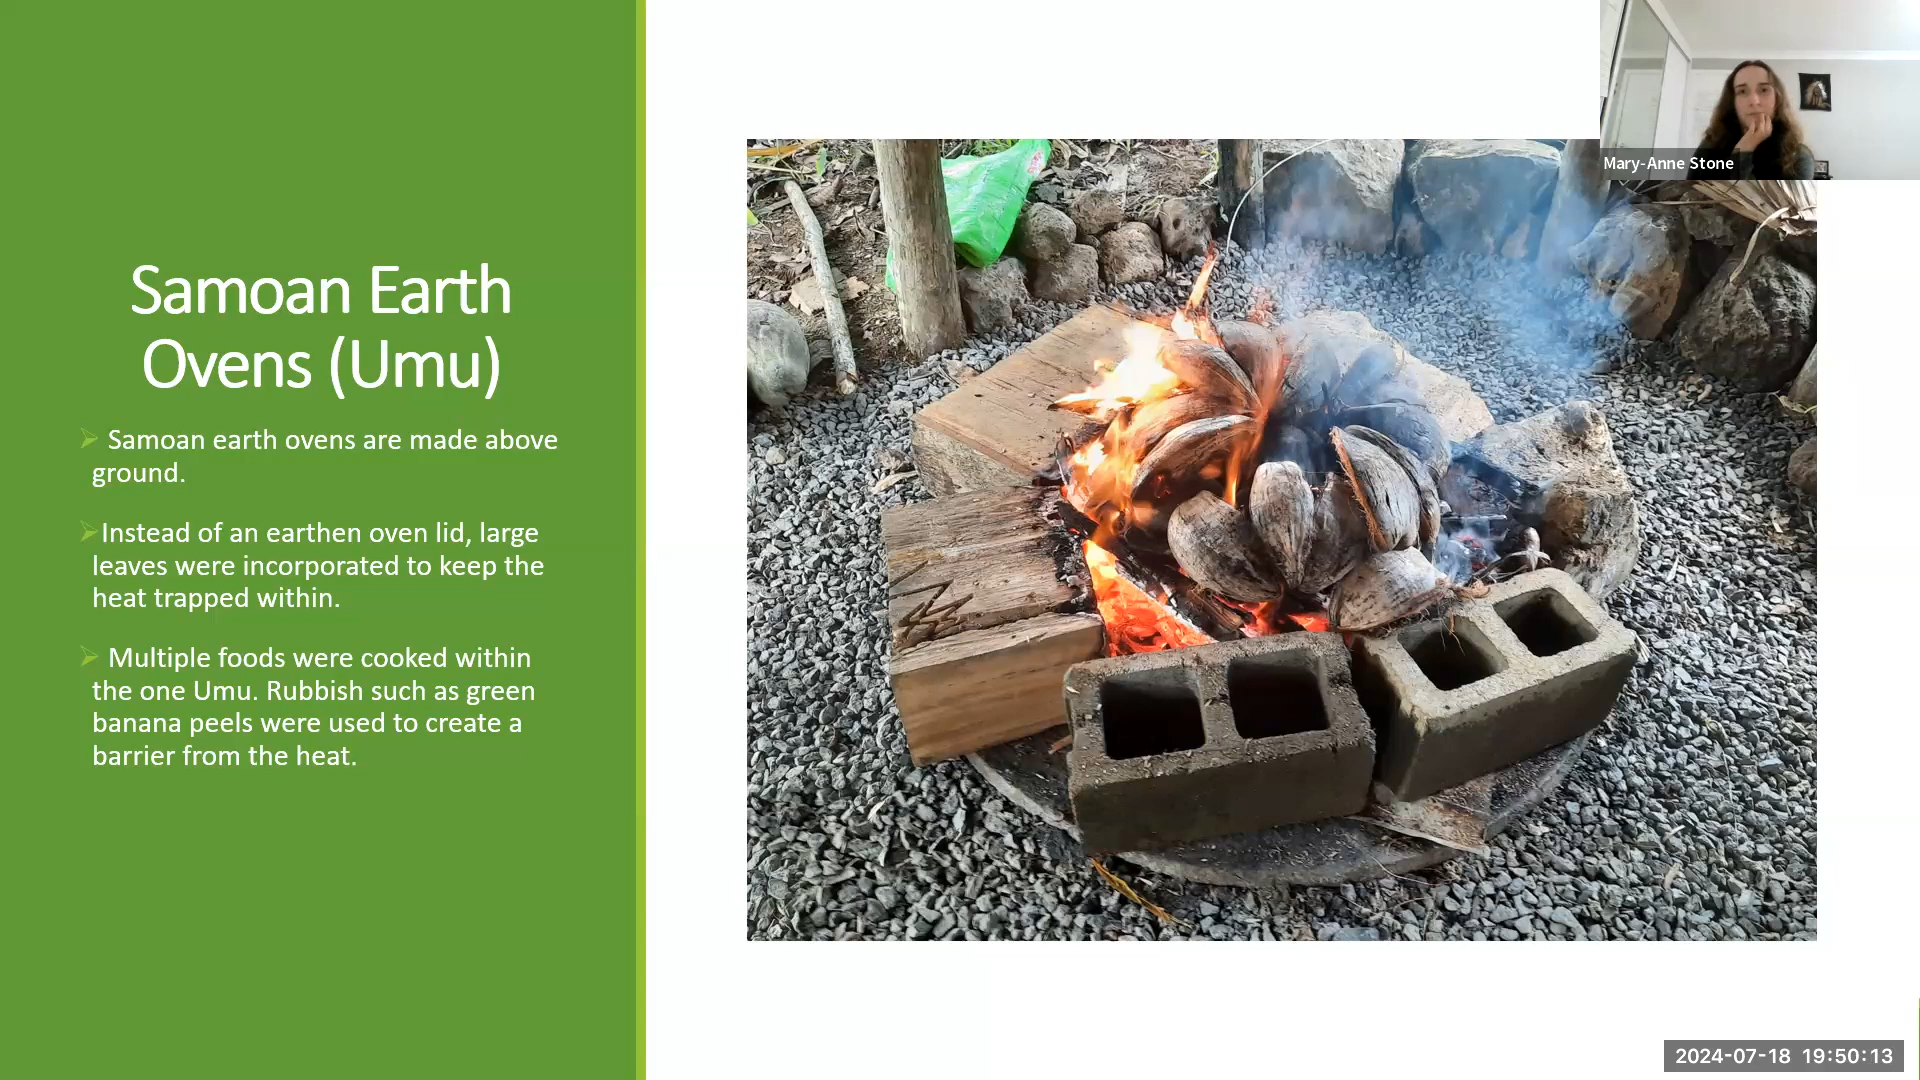 Samoan Earth
Ovens (Umu)
Samoan earth ovens are made above
ground.
Instead of an earthen oven lid, large
leaves were incorporated to keep the
heat trapped within.
Multiple foods were cooked within
the one Umu. Rubbish such as green
banana peels were used to create a
barrier from the heat.
Mary-Anne Stone
2024-07-18 19:50:13